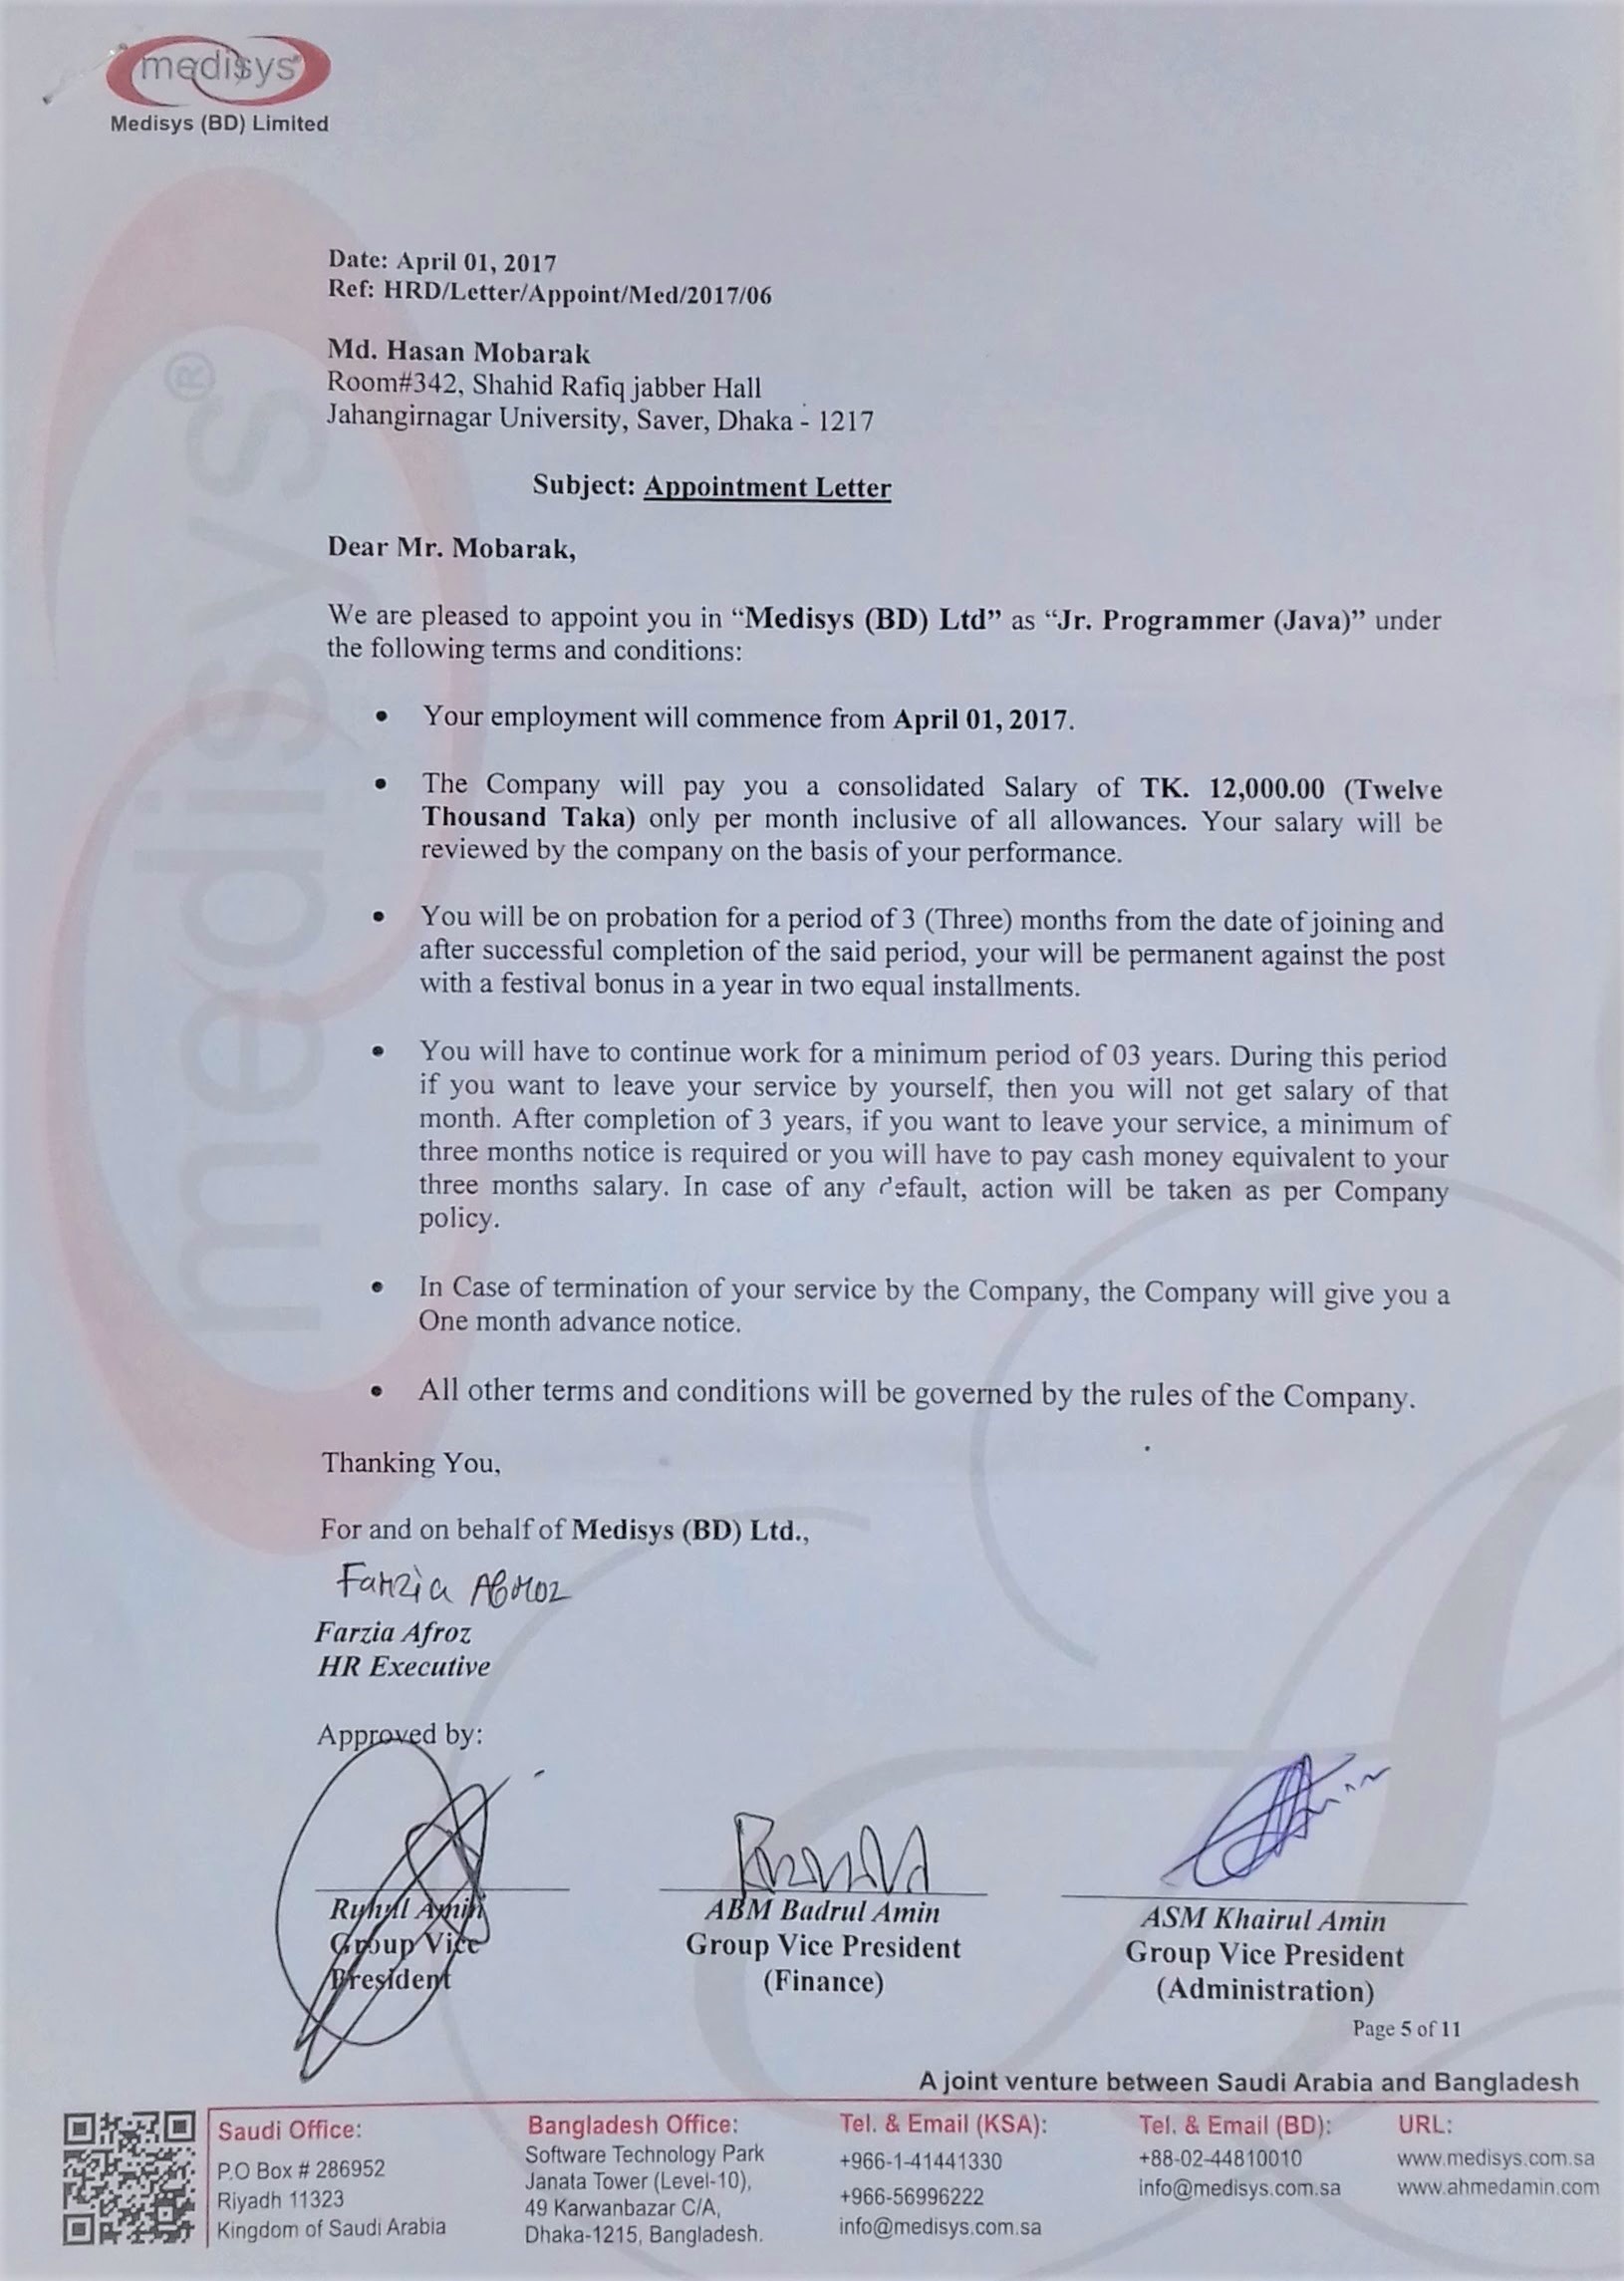 medisys®
Medisys (BD) Limited
medisys®
Date: April 01, 2017
Ref: HRD/Letter/Appoint/Med/2017/06
Md. Hasan Mobarak
Room#342, Shahid Rafiq jabber Hall
Jahangirnagar University, Saver, Dhaka - 1217
Subject: Appointment Letter
Dear Mr. Mobarak,
We are pleased to appoint you in “Medisys (BD) Ltd” as “Jr. Programmer (Java)” under
the following terms and conditions:
• Your employment will commence from April 01, 2017.
• The Company will pay you a consolidated Salary of TK. 12,000.00 (Twelve
Thousand Taka) only per month inclusive of all allowances. Your salary will be
reviewed by the company on the basis of your performance.
• You will be on probation for a period of 3 (Three) months from the date of joining and
after successful completion of the said period, your will be permanent against the post
with a festival bonus in a year in two equal installments.
• You will have to continue work for a minimum period of 03 years. During this period
if you want to leave your service by yourself, then you will not get salary of that
month. After completion of 3 years, if you want to leave your service, a minimum of
three months notice is required or you will have to pay cash money equivalent to your
three months salary. In case of any default, action will be taken as per Company
policy.
• In Case of termination of your service by the Company, the Company will give you a
One month advance notice.
• All other terms and conditions will be governed by the rules of the Company.
Thanking You,
For and on behalf of Medisys (BD) Ltd.,
Farzia Afroz
Farzia Afroz
HR Executive
Approved by:
Ruhul Amin
Group Vice
President
ABM Badrul Amin
Group Vice President
(Finance)
ASM Khairul Amin
Group Vice President
(Administration)
Page 5 of 11
A joint venture between Saudi Arabia and Bangladesh
Saudi Office:
P.O Box # 286952
Riyadh 11323
Kingdom of Saudi Arabia
Bangladesh Office:
Software Technology Park
Janata Tower (Level-10),
49 Karwanbazar C/A,
Dhaka-1215, Bangladesh.
Tel. & Email (KSA):
+966-1-41441330
+966-56996222
info@medisys.com.sa
Tel. & Email (BD):
+88-02-44810010
info@medisys.com.sa
URL:
www.medisys.com.sa
www.ahmedamin.com